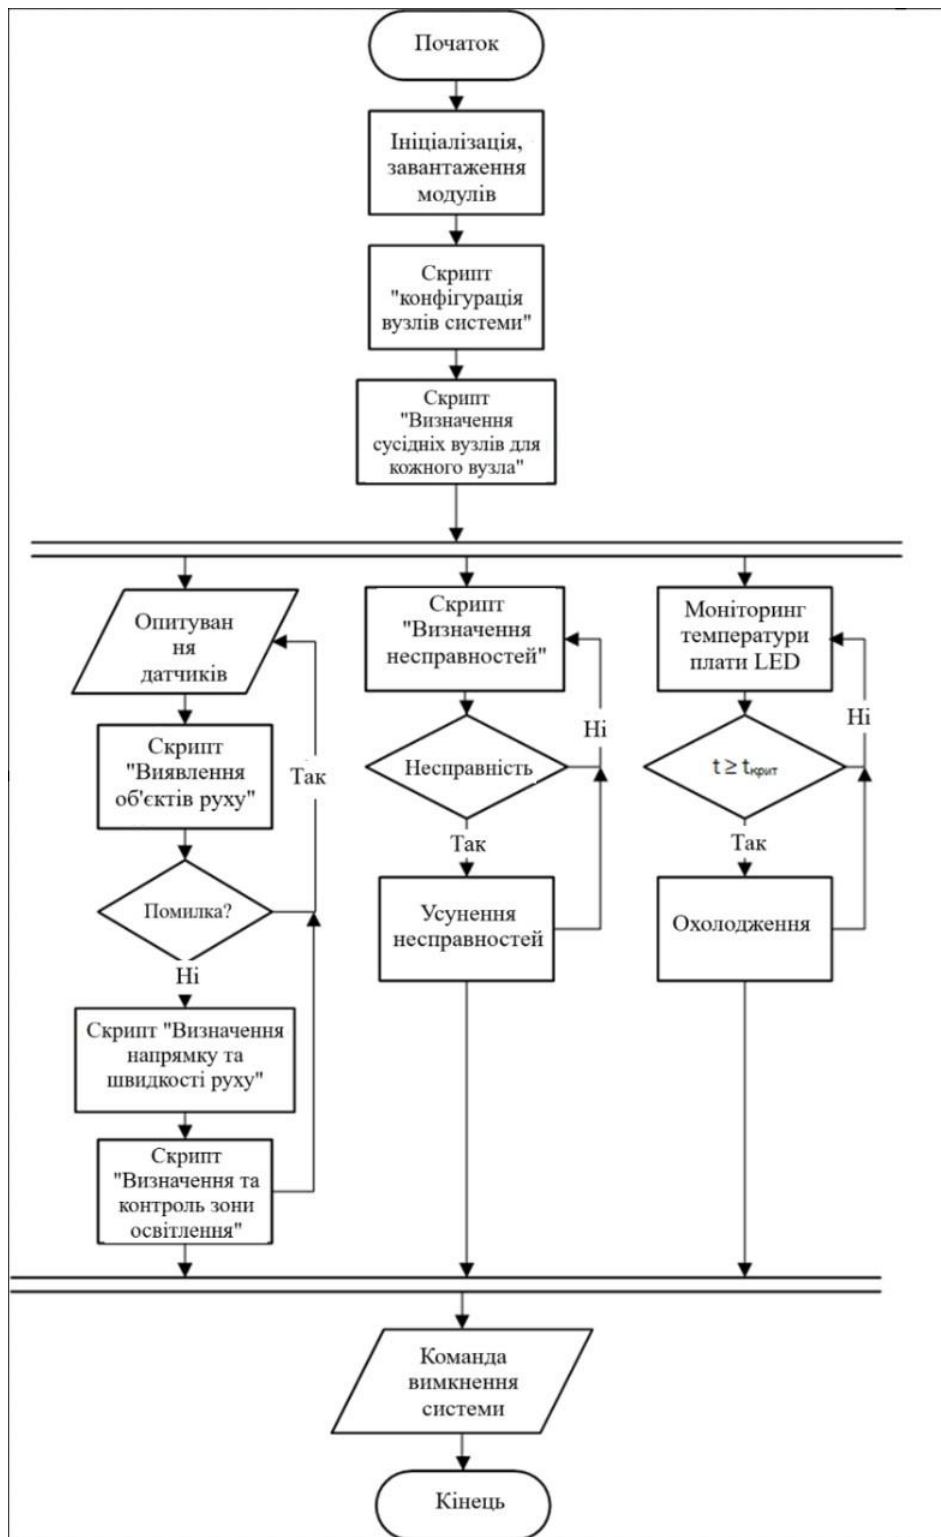 Початок
Ініціалізація,
завантаження
модулів
Скрипт
"конфігурація
вузлів системи"
Скрипт
"Визначення
сусідніх вузлів для
кожного вузла"
Опитуван
ня
датчиків
Скрипт
"Виявлення
об'єктів руху"
Так
Помилка?
Ні
Скрипт "Визначення
напрямку та
швидкості руху"
Скрипт
"Визначення та
контроль зони
освітлення"
Скрипт
"Визначення
несправностей"
Ні
Несправність
Так
Усунення
несправностей
Моніторинг
температури
плати LED
Ні
t ≥ tкрит
Так
Охолодження
Команда
вимкнення
системи
Кінець